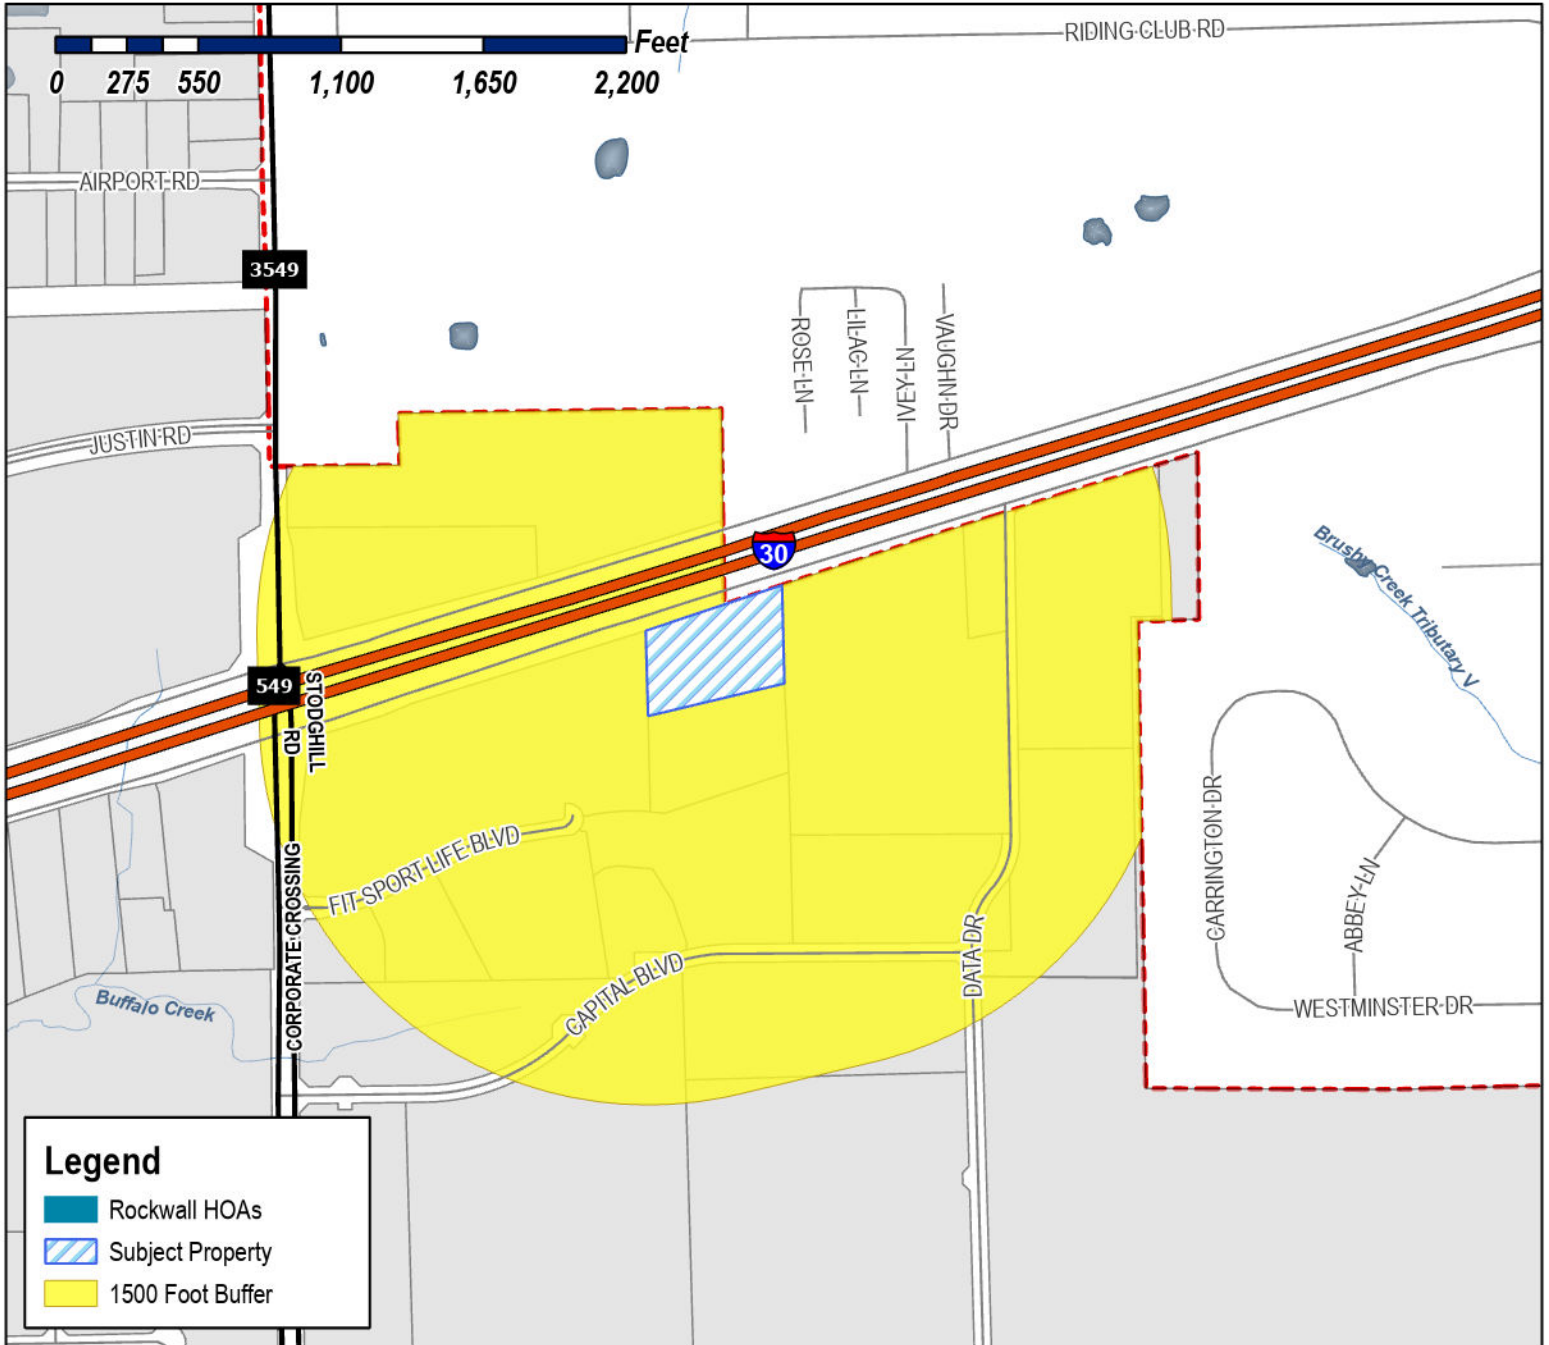 RIDING CLUB RD
Feet
0 275 550 1,100 1,650 2,200
AIRPORT RD
3549
ROSE LN
LILAC LN
IVEY LN
VAUGHN DR
JUSTIN RD
30
Brushy Creek Tributary V
549
STODGHILL
RD
CARRINGTON DR
FIT SPORT LIFE BLVD
ABBEY LN
CORPORATE CROSSING
DATA DR
CAPITAL BLVD
Buffalo Creek
WESTMINSTER DR
Legend
Rockwall HOAs
Subject Property
1500 Foot Buffer